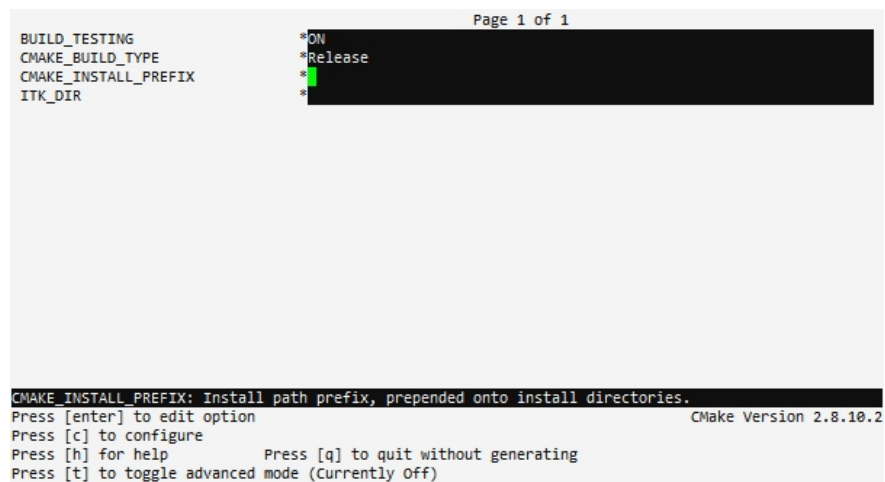 Page 1 of 1
BUILD_TESTING *ON
CMAKE_BUILD_TYPE *Release
CMAKE_INSTALL_PREFIX *
ITK_DIR *
CMAKE_INSTALL_PREFIX: Install path prefix, prepended onto install directories.
Press [enter] to edit option CMake Version 2.8.10.2
Press [c] to configure
Press [h] for help Press [q] to quit without generating
Press [t] to toggle advanced mode (Currently Off)